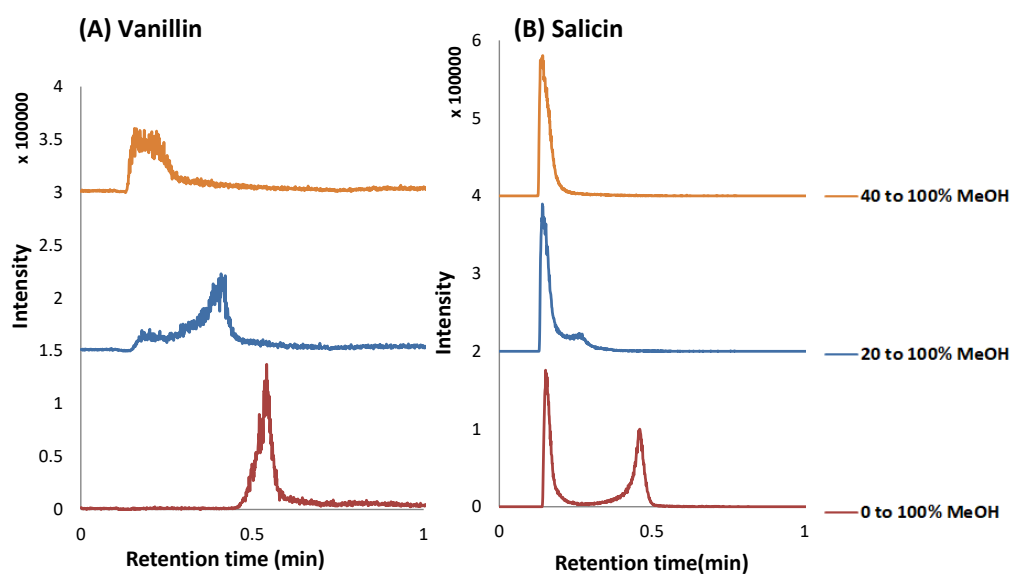 (A) Vanillin
x 100000
Intensity
4
3.5
3
2.5
2
1.5
1
0.5
0
0
0.5
1
Retention time (min)
(B) Salicin
x 100000
Intensity
6
5
4
3
2
1
0
0
0.5
1
Retention time(min)
40 to 100% MeOH
20 to 100% MeOH
0 to 100% MeOH